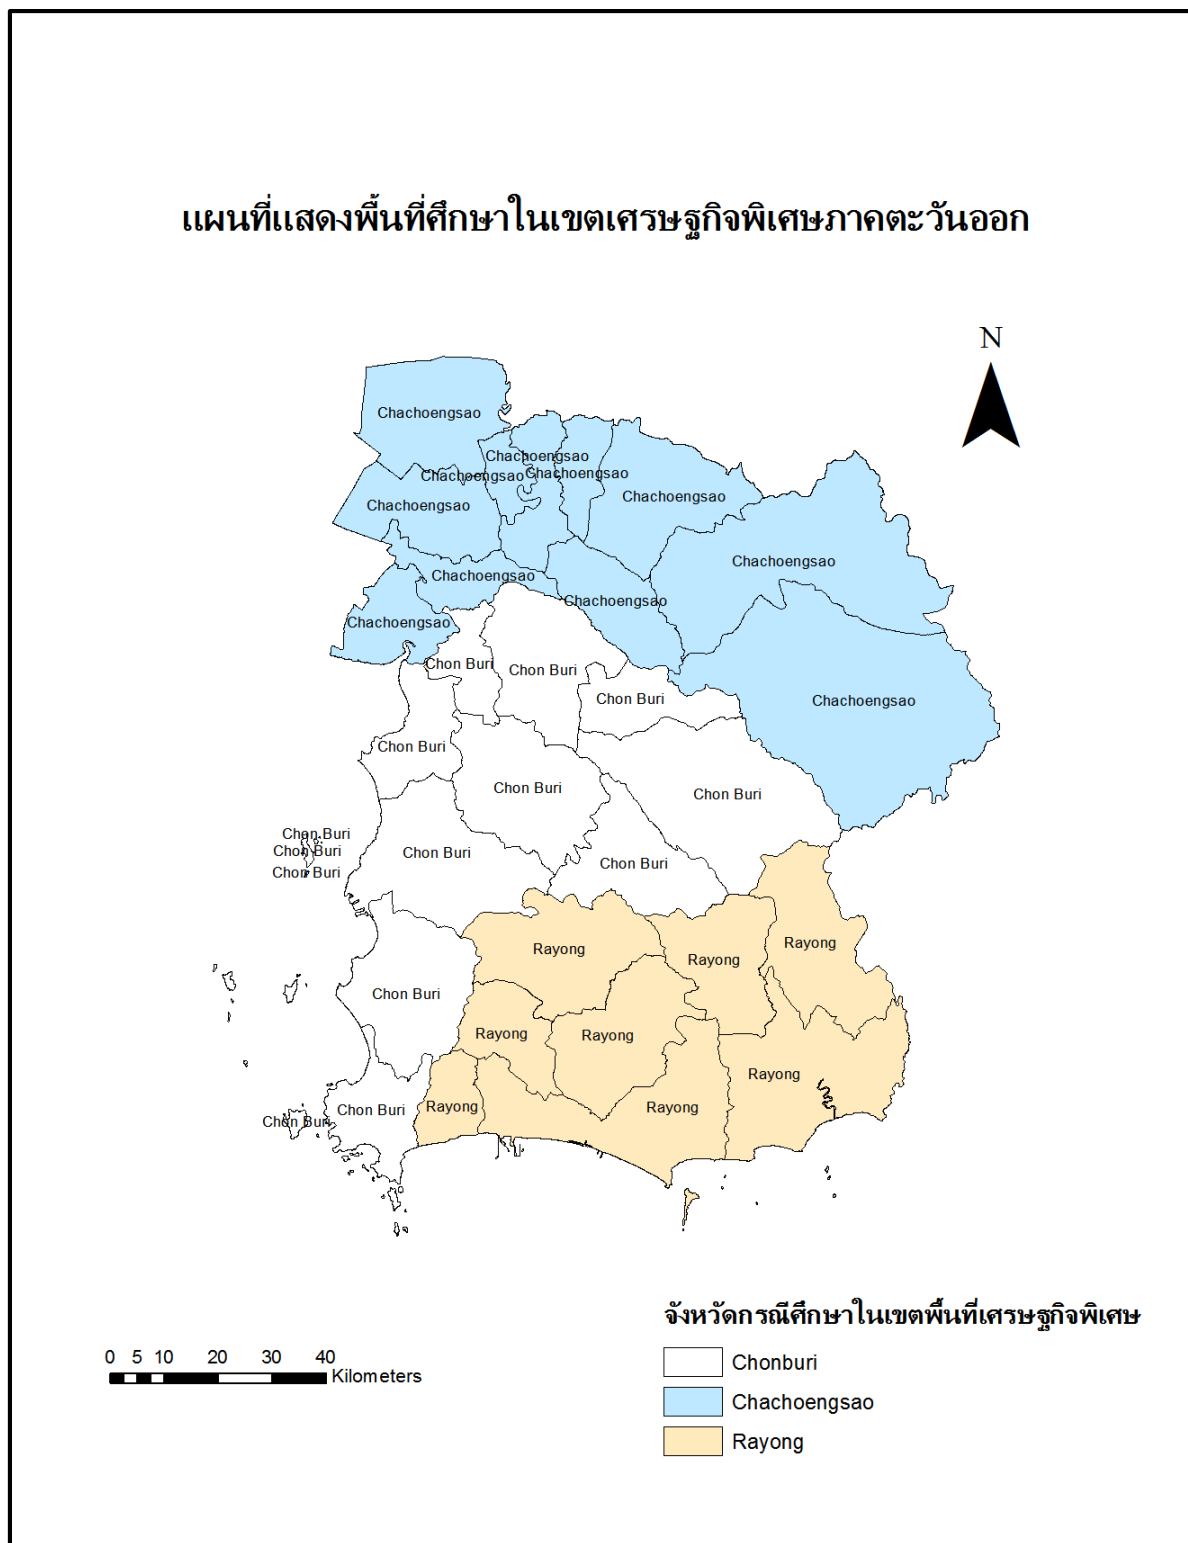 แผนที่แสดงพื้นที่ศึกษาในเขตเศรษฐกิจพิเศษภาคตะวันออก
N
Chachoengsao
Chachoengsao
Chachoengsao
Chachoengsao
Chachoengsao
Chachoengsao
Chachoengsao
Chachoengsao
Chachoengsao
Chachoengsao
Chachoengsao
Chon Buri
Chon Buri
Chon Buri
Chachoengsao
Chon Buri
Chon Buri
Chon Buri
Chon Buri
Chon Buri
Chon Buri
Chon Buri
Chon Buri
Rayong
Rayong
Rayong
Chon Buri
Rayong
Rayong
Rayong
Chon Buri
Rayong
Rayong
Chon Buri
จังหวัดกรณีศึกษาในเขตพื้นที่เศรษฐกิจพิเศษ
0 5 10 20 30 40
Kilometers
Chonburi
Chachoengsao
Rayong